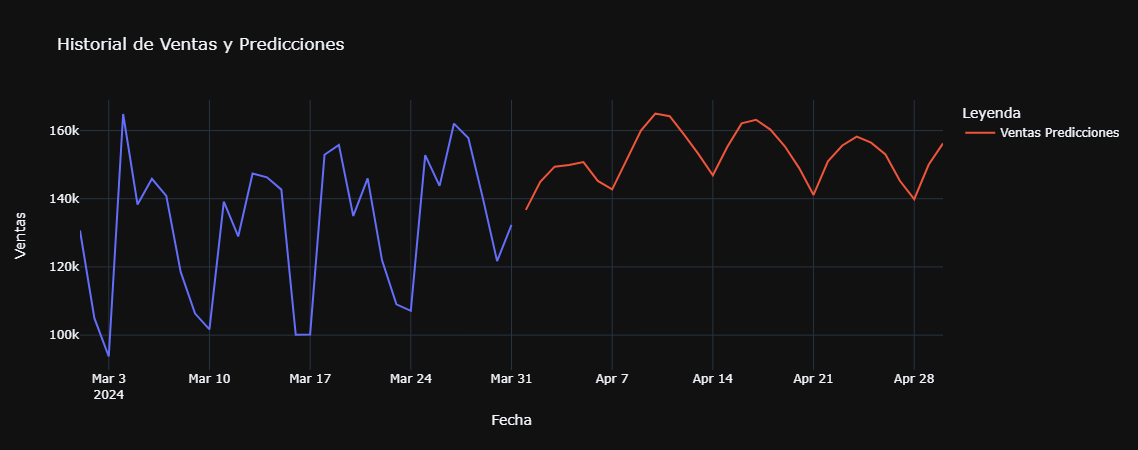 Historial de Ventas y Predicciones
Leyenda
Ventas Predicciones
Ventas
160k
140k
120k
100k
Mar 3
2024
Mar 10
Mar 17
Mar 24
Mar 31
Apr 7
Apr 14
Apr 21
Apr 28
Fecha